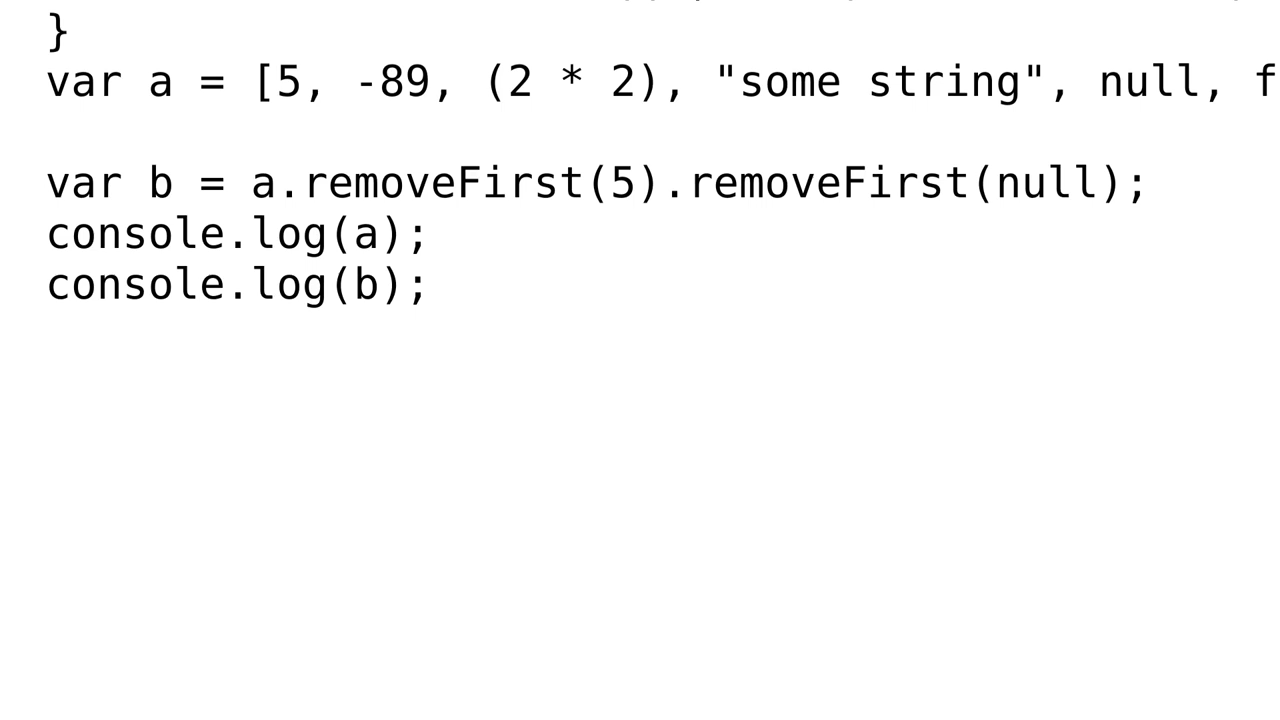 }
var a = [5, -89, (2 * 2), "some string", null, f
var b = a.removeFirst(5).removeFirst(null);
console.log(a);
console.log(b);